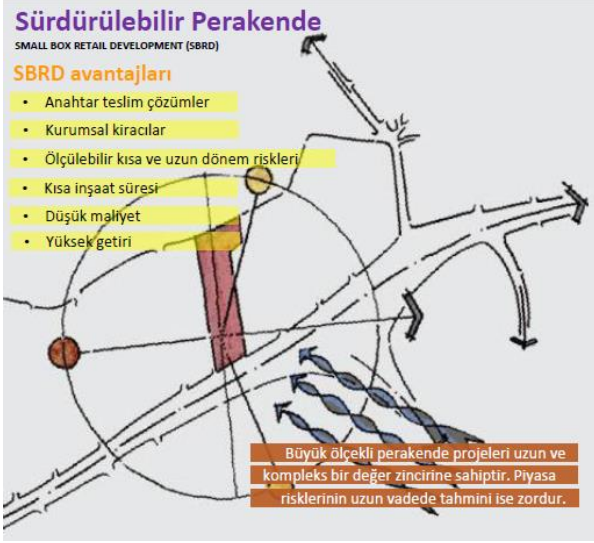 Sürdürülebilir Perakende
SMALL BOX RETAIL DEVELOPMENT (SBRD)
SBRD avantajları
• Anahtar teslim çözümler
• Kurumsal kiracılar
• Ölçülebilir kısa ve uzun dönem riskleri
• Kısa inşaat süresi
• Düşük maliyet
• Yüksek getiri
Büyük ölçekli perakende projeleri uzun ve
kompleks bir değer zincirine sahiptir. Piyasa
risklerinin uzun vadede tahmini ise zordur.